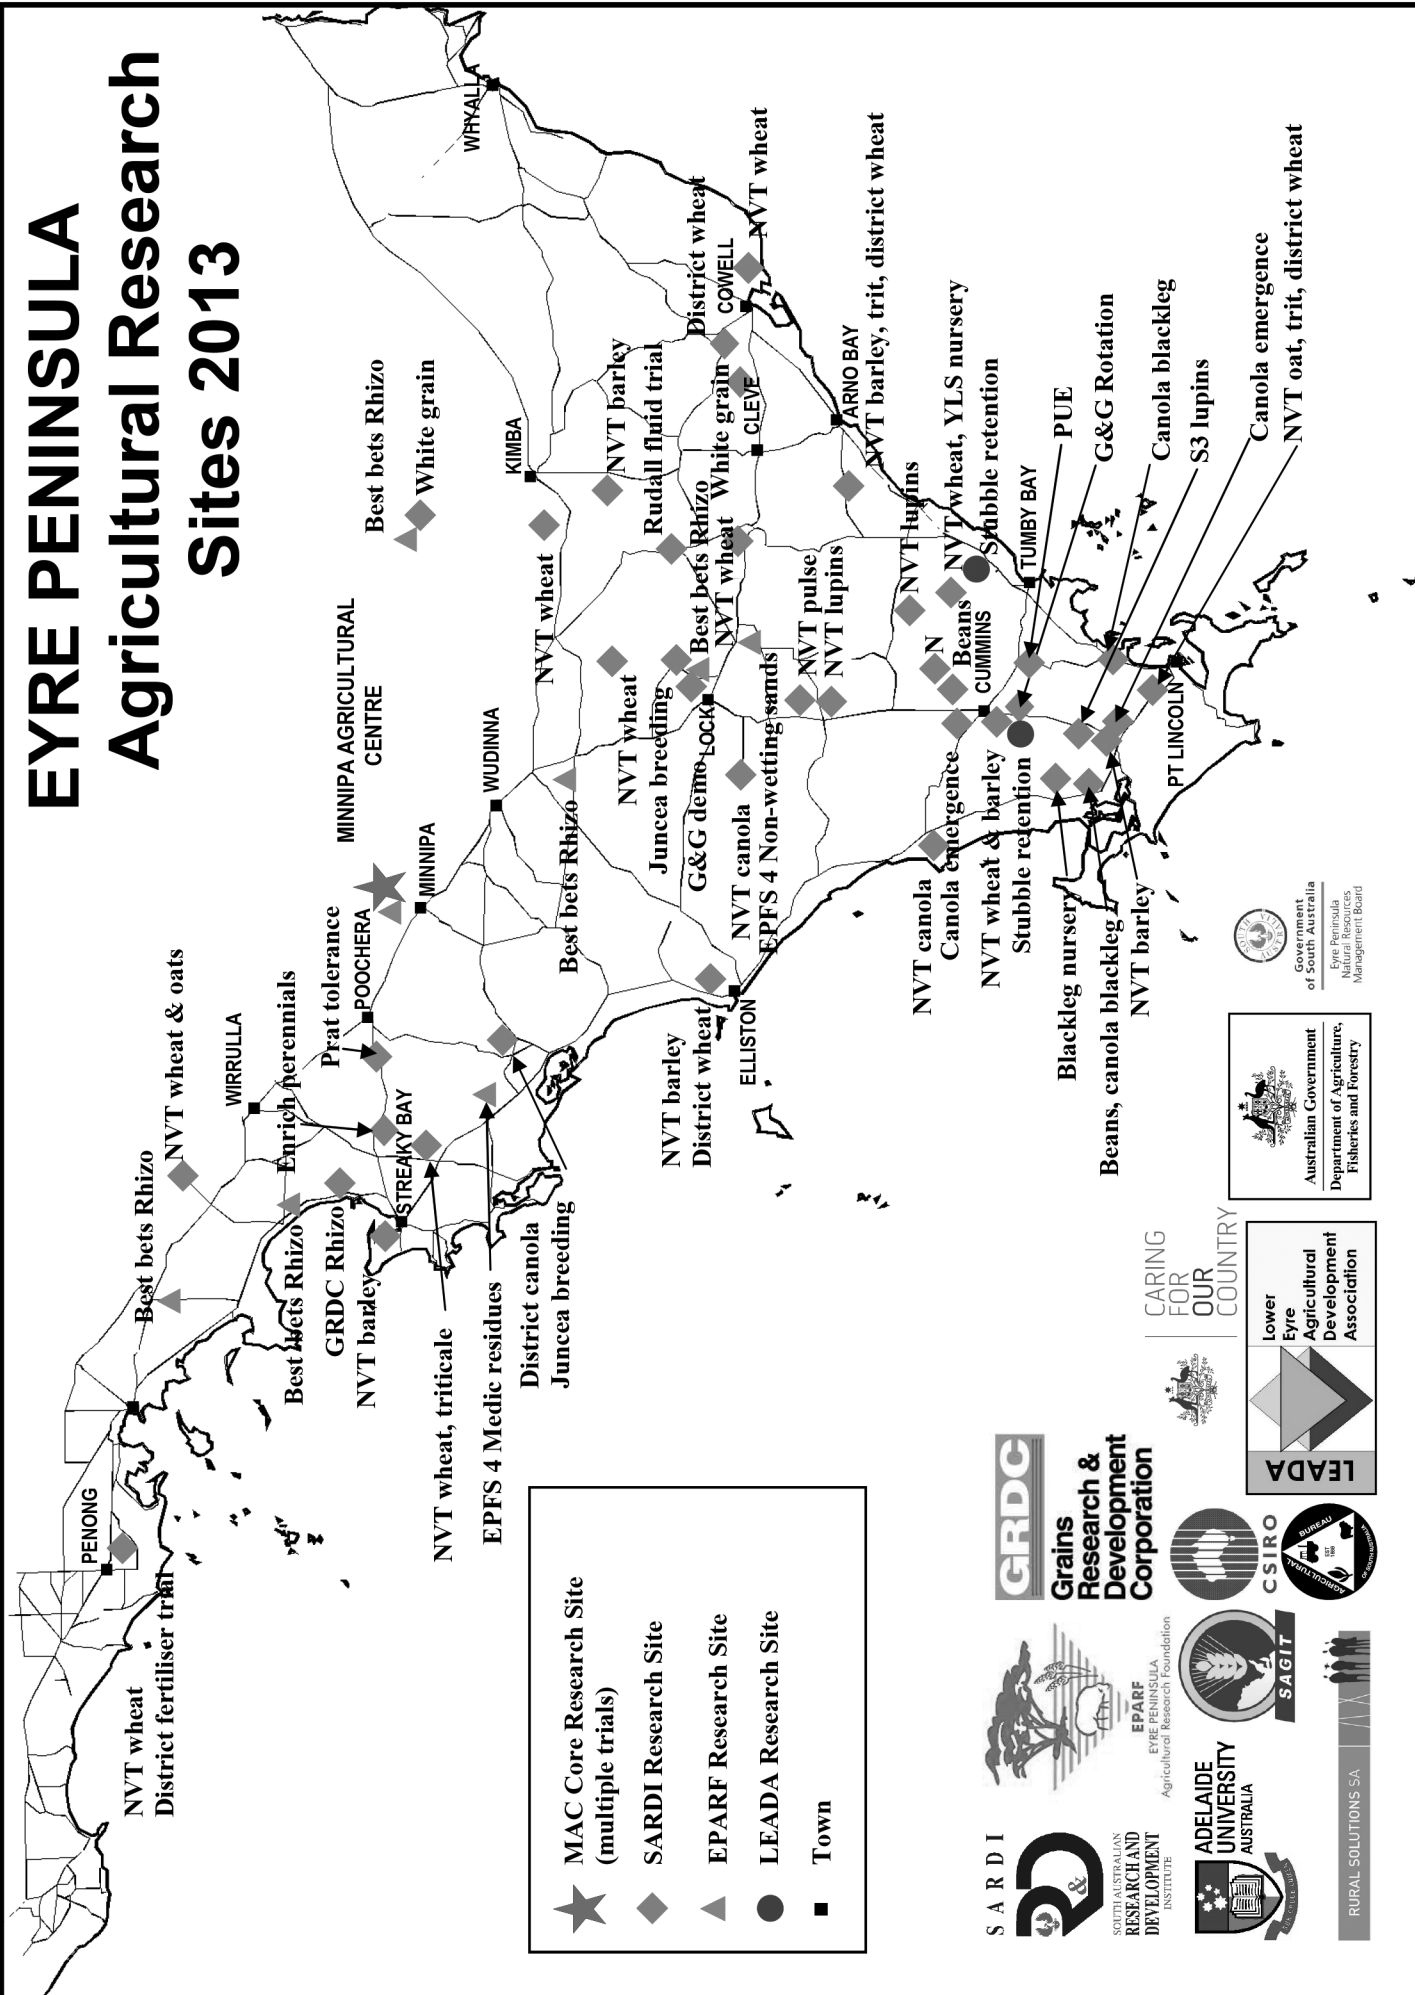 EYRE PENINSULA
Agricultural Research
Sites 2013
PENONG
NVT wheat
District fertiliser trial
Best bets Rhizo
NVT wheat & oats
WIRRULLA
Enrich perennials
Prat tolerance
POOCHERA
MINNIPA AGRICULTURAL
CENTRE
MINNIPA
WUDINNA
Best bets Rhizo
White grain
KIMBA
WHYALLA
Best bets Rhizo
GRDC Rhizo
NVT barley
STREAKY BAY
NVT wheat, triticale
EPFS 4 Medic residues
District canola
Juncea breeding
Best bets Rhizo
NVT wheat
NVT wheat
NVT barley
Rudall fluid trial
District wheat
COWELL
NVT wheat
White grain
CLEVE
Juncea breeding
G&G demo
LOCK
Best bets Rhizo
NVT wheat
NVT canola
EPFS 4 Non-wetting sands
NVT barley
District wheat
ELLISTON
NVT pulse
NVT lupins
ARNO BAY
NVT barley, trit, district wheat
NVT lupins
NVT wheat, YLS nursery
Stubble retention
N
Beans
CUMMINS
TUMBY BAY
NVT canola
Canola emergence
NVT wheat & barley
Stubble retention
Blackleg nursery
Beans, canola blackleg
NVT barley
PUE
G&G Rotation
Canola blackleg
S3 lupins
Canola emergence
NVT oat, trit, district wheat
PT LINCOLN
MAC Core Research Site
(multiple trials)
SARDI Research Site
EPARF Research Site
LEADA Research Site
Town
SARDI
R&D
SOUTH AUSTRALIAN
RESEARCH AND
DEVELOPMENT
INSTITUTE
EPARF
EYRE PENINSULA
Agricultural Research Foundation
GRDC
Grains
Research &
Development
Corporation
CARING
FOR
OUR
COUNTRY
Government
of South Australia
Eyre Peninsula
Natural Resources
Management Board
Australian Government
Department of Agriculture,
Fisheries and Forestry
LEADA
Lower
Eyre
Agricultural
Development
Association
CSIRO
AGRICULTURAL
BUREAU
OF SOUTH AUSTRALIA
EST
1888
SAGIT
ADELAIDE
UNIVERSITY
AUSTRALIA
RURAL SOLUTIONS SA